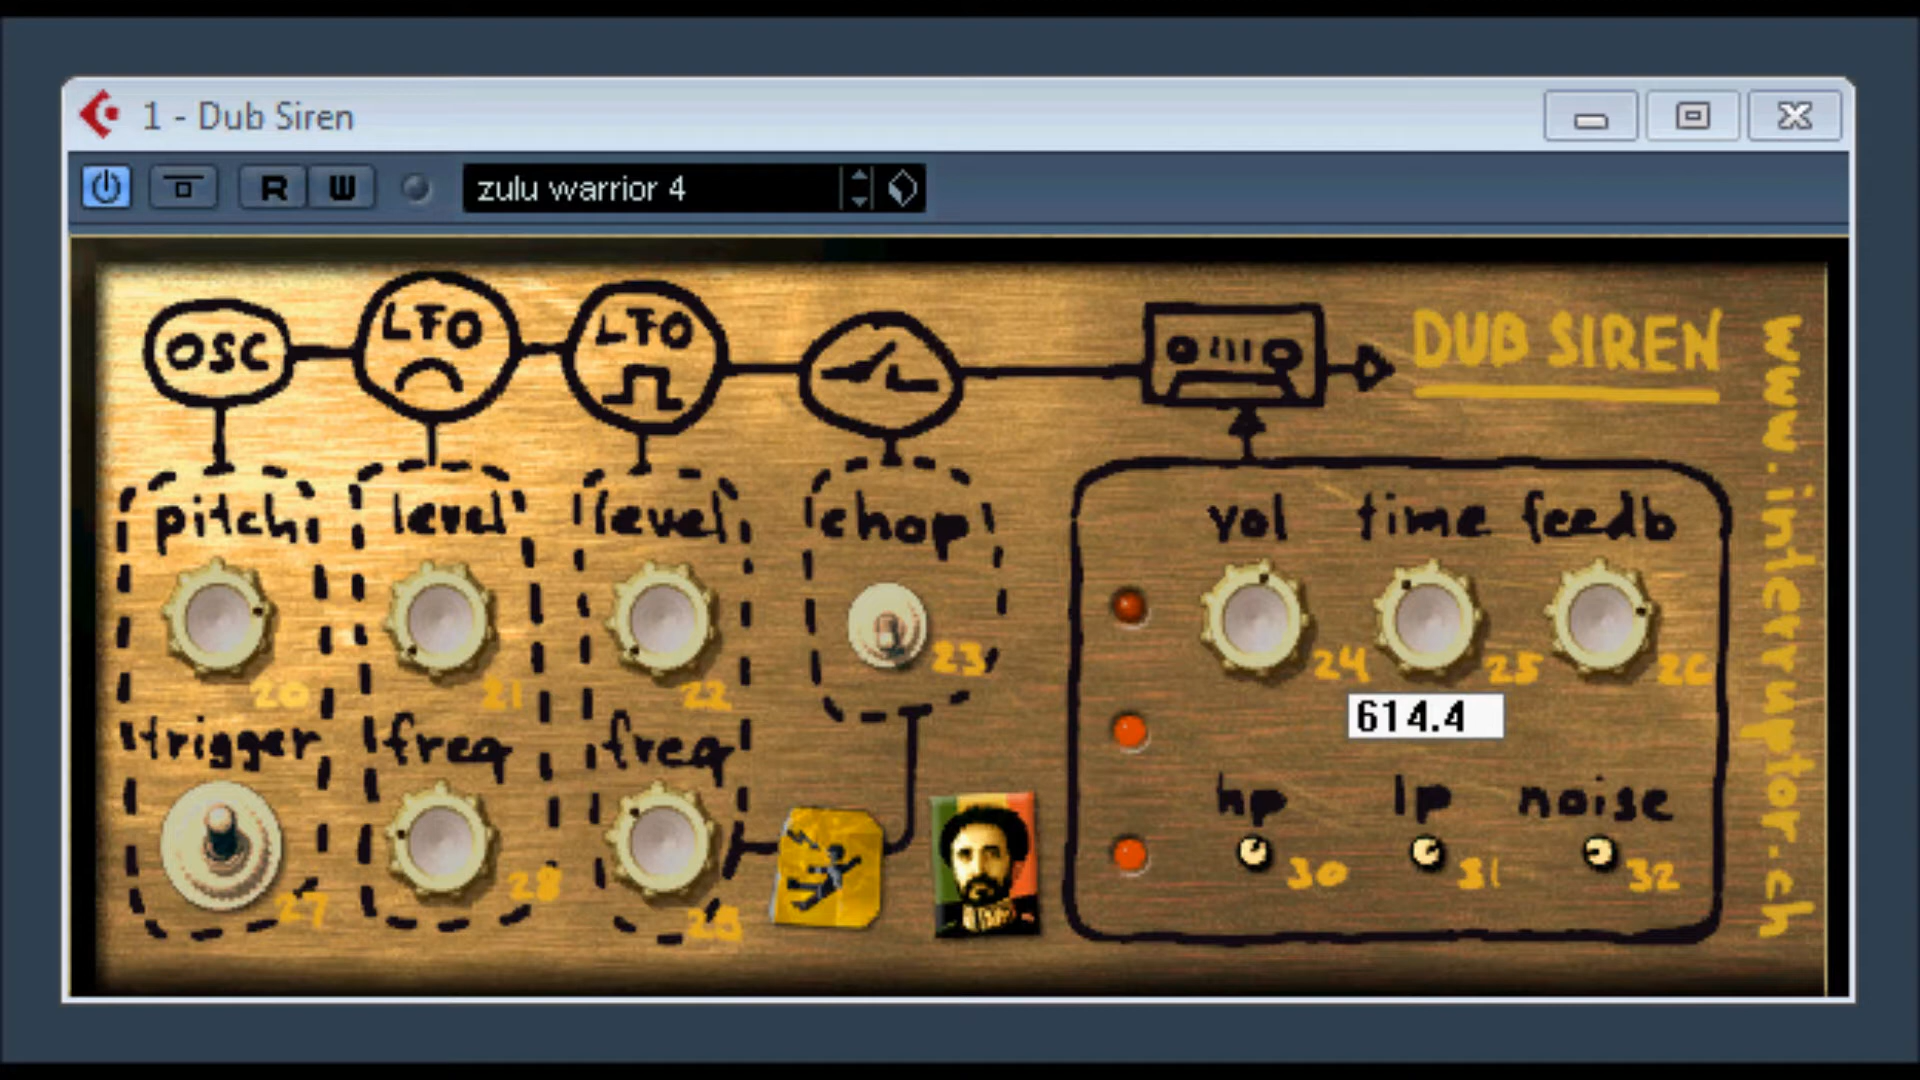 1 - Dub Siren
R W zulu warrior 4
OSC LFO LFO DUB SIREN
www.interruptor.ch
pitch level level chop vol time feedb
20 21 22 23 24 25 26
614.4
trigger freq freq hp lp noise
27 28 29 30 31 32